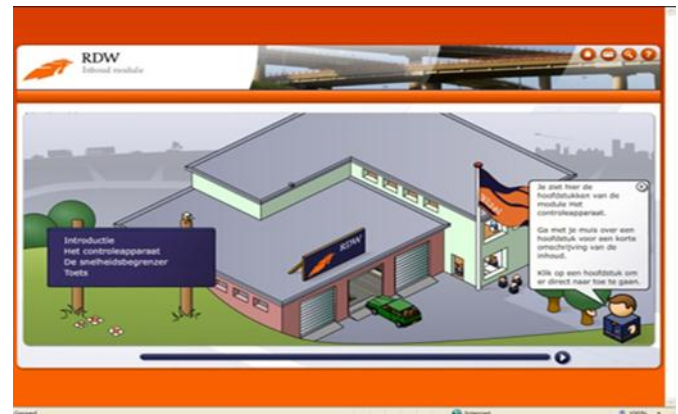 RDW
Inhoud module
Introductie
Het controleapparaat
De snelheidsbegrenzer
Toets
RDW
Je ziet hier de
hoofdstukken van de
module Het
controleapparaat.
Ga met je muis over een
hoofdstuk voor een korte
omschrijving van de
inhoud.
Klik op een hoofdstuk om
er direct naar toe te gaan.
Internet
100%